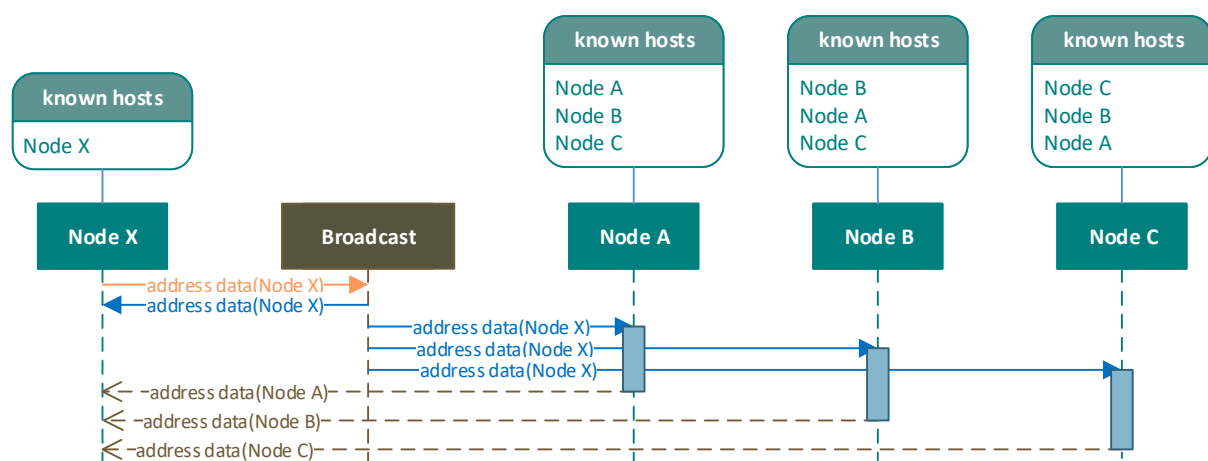 known hosts
Node X
known hosts
Node A
Node B
Node C
known hosts
Node B
Node A
Node C
known hosts
Node C
Node B
Node A
Node X
Broadcast
Node A
Node B
Node C
address data(Node X)
address data(Node X)
address data(Node X)
address data(Node X)
address data(Node X)
address data(Node A)
address data(Node B)
address data(Node C)